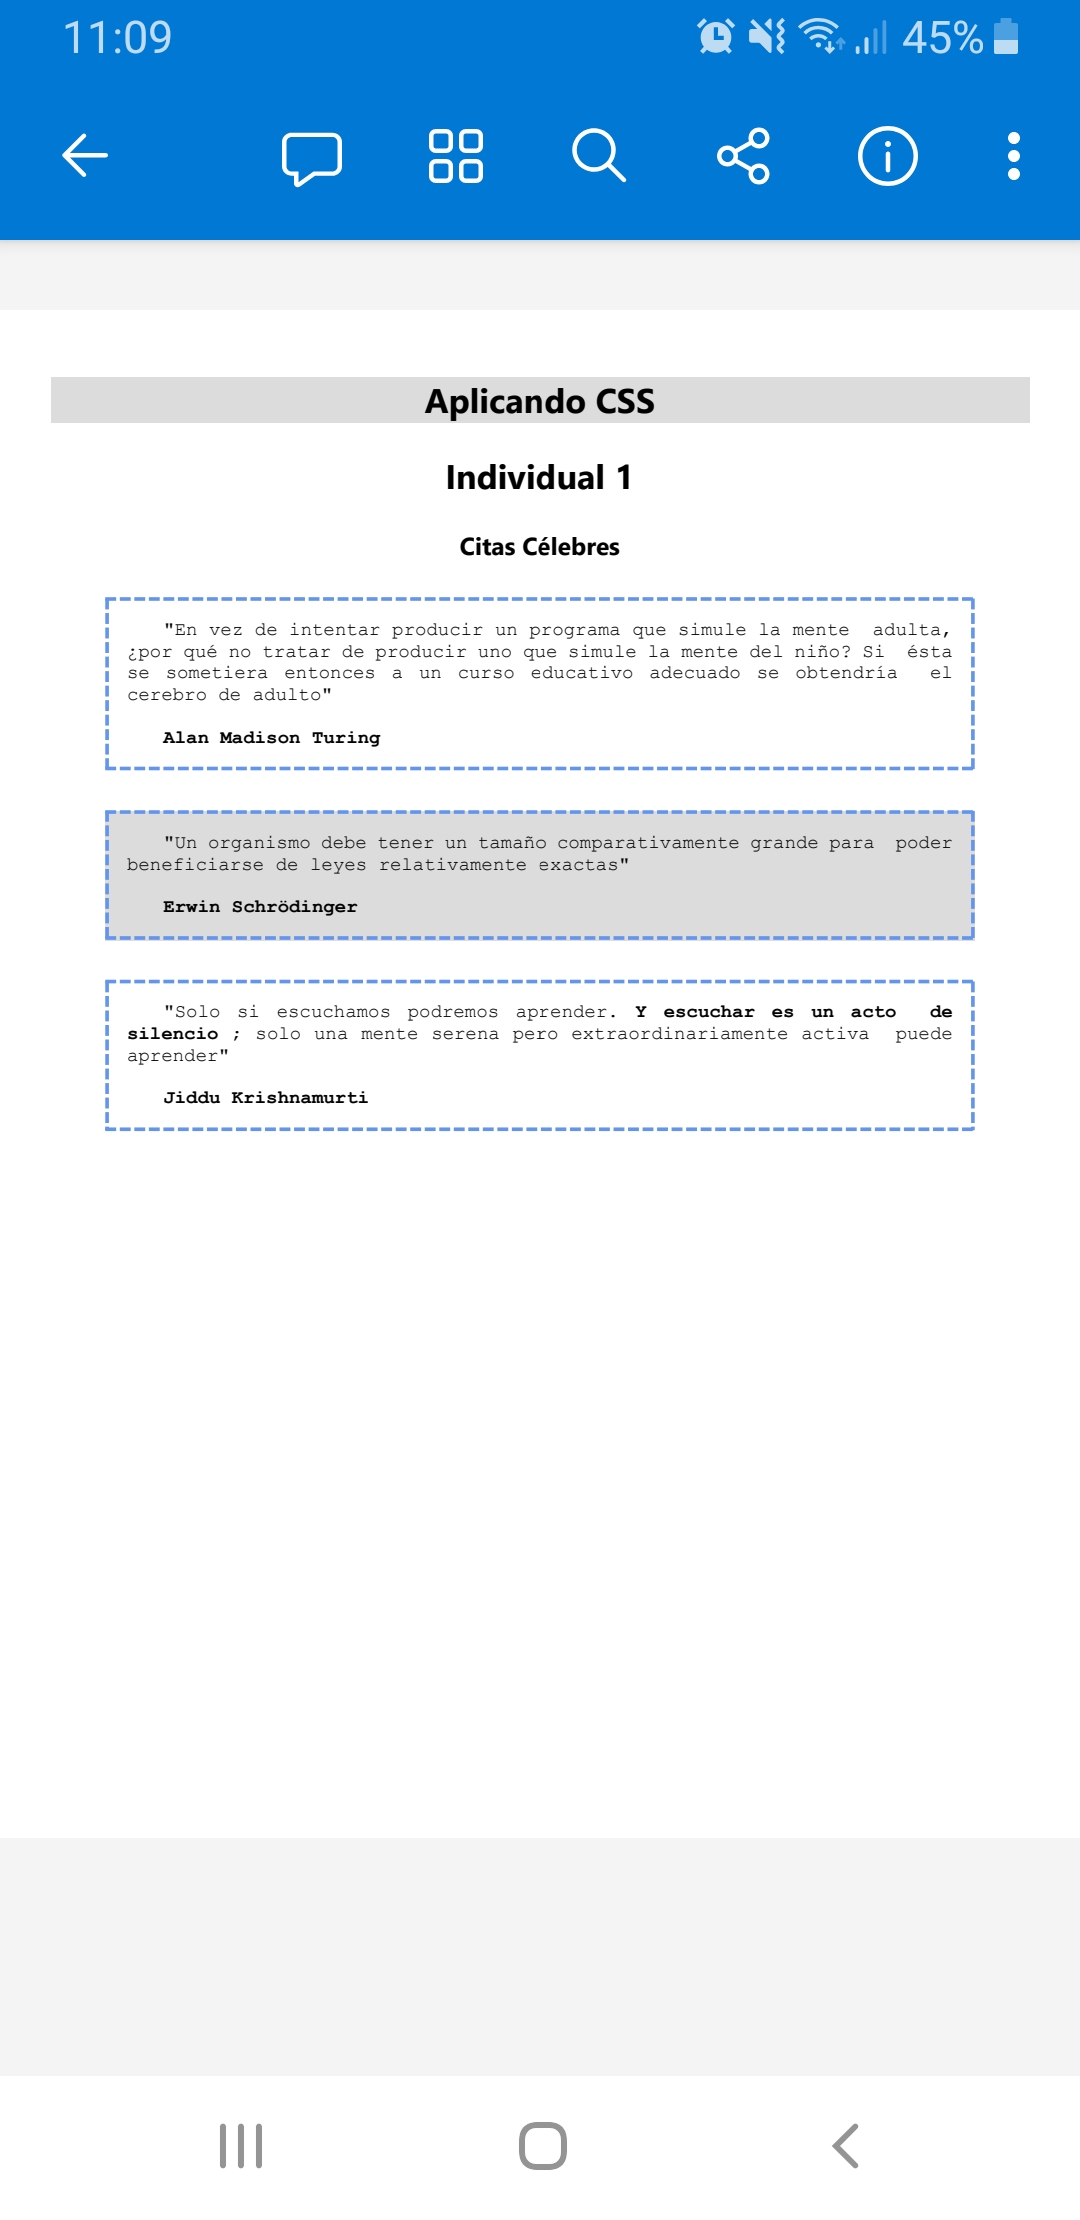 11:09
45%
Aplicando CSS
Individual 1
Citas Célebres
"En vez de intentar producir un programa que simule la mente adulta,
¿por qué no tratar de producir uno que simule la mente del niño? Si ésta
se sometiera entonces a un curso educativo adecuado se obtendría el
cerebro de adulto"
Alan Madison Turing
"Un organismo debe tener un tamaño comparativamente grande para poder
beneficiarse de leyes relativamente exactas"
Erwin Schrödinger
"Solo si escuchamos podremos aprender. Y escuchar es un acto de
silencio ; solo una mente serena pero extraordinariamente activa puede
aprender"
Jiddu Krishnamurti